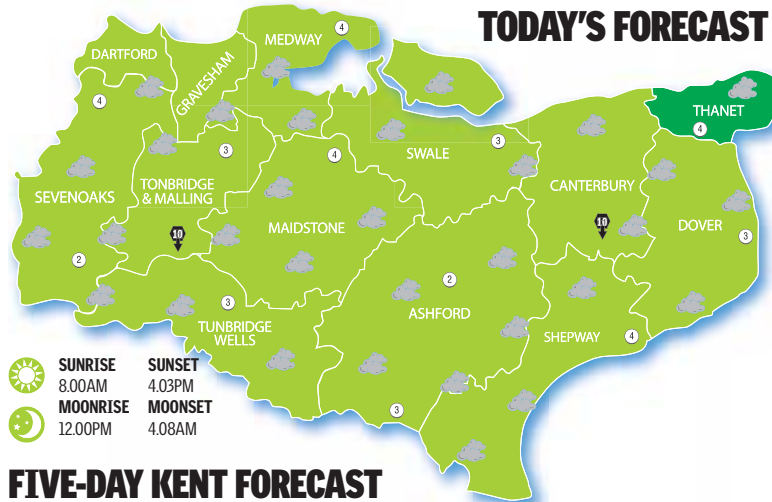 TODAY'S FORECAST
MEDWAY 4
DARTFORD
GRAVESHAM
4
THANET
4
SWALE 3
3
4
SEVENOAKS
TONBRIDGE
& MALLING
CANTERBURY
MAIDSTONE
DOVER
10
10
3
2
2
3
ASHFORD
TUNBRIDGE
WELLS
SHEPWAY 4
3
SUNRISE SUNSET
8.00AM 4.03PM
MOONRISE MOONSET
12.00PM 4.08AM
FIVE-DAY KENT FORECAST